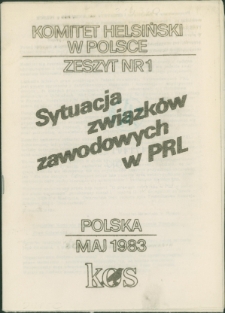 KOMITET HELSIŃSKI
W POLSCE
ZESZYT NR 1
Sytuacja
związków
zawodowych
w PRL
POLSKA
MAJ 1983
kos